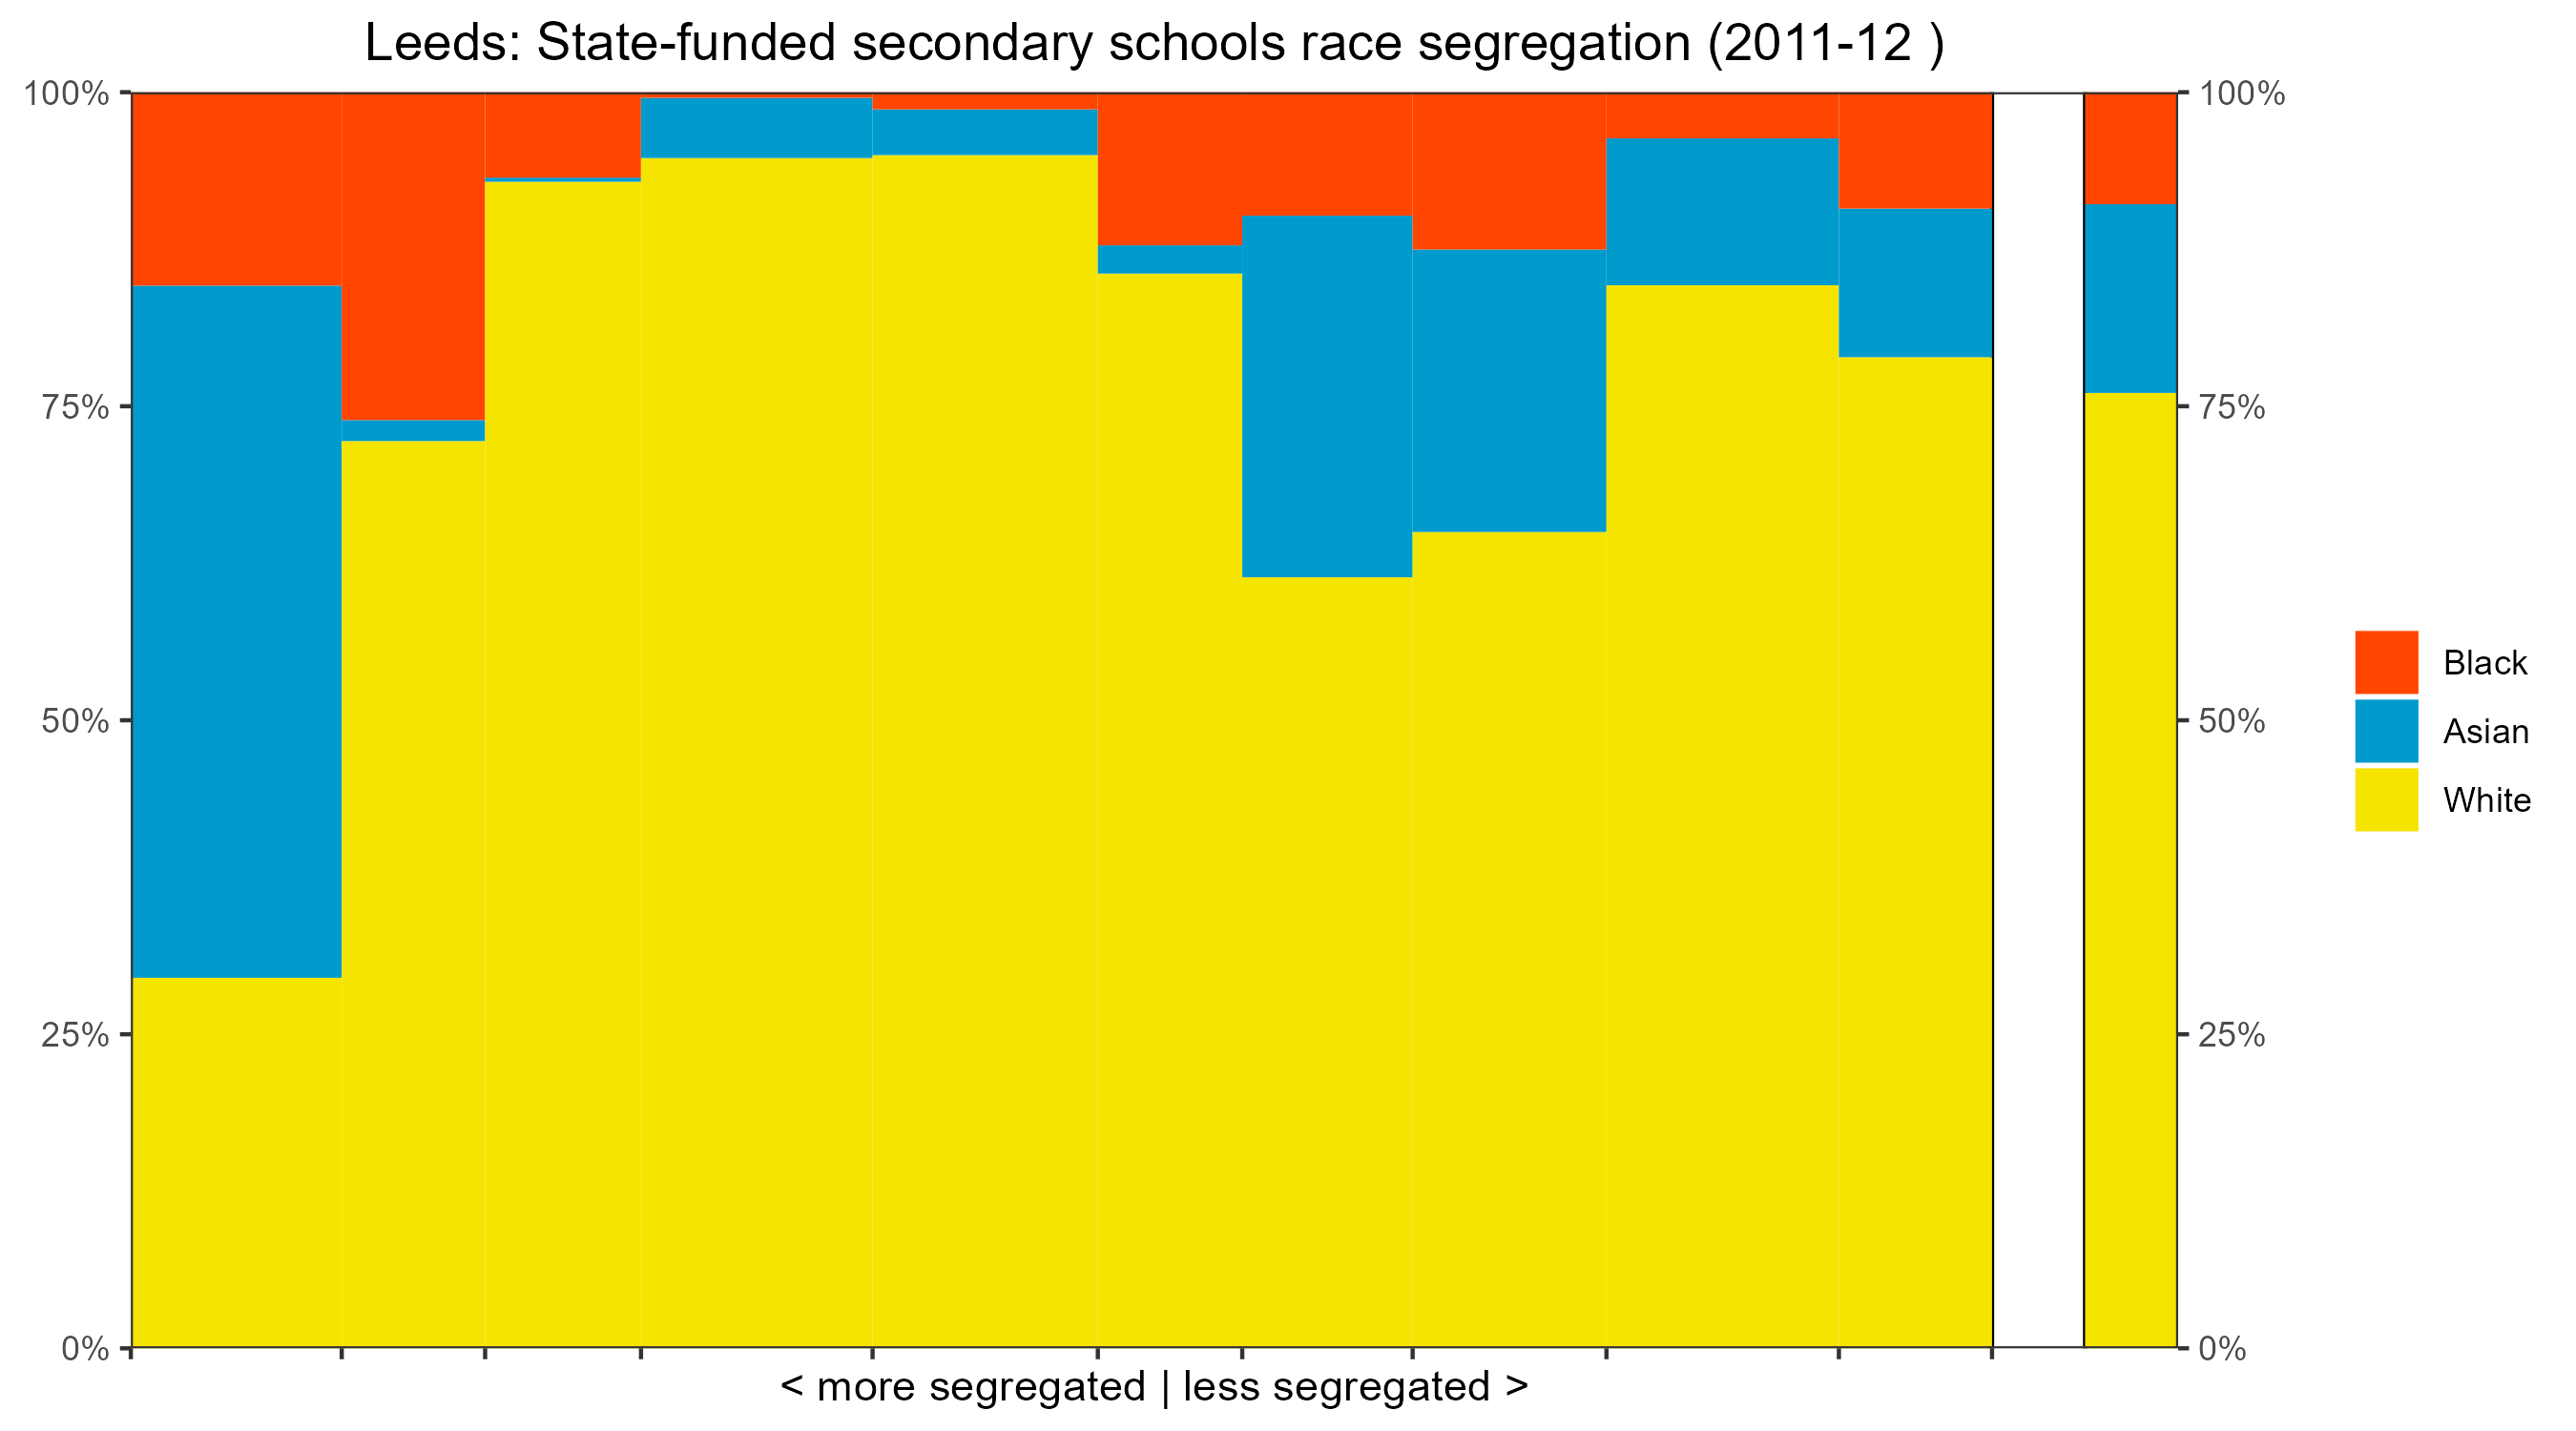 Leeds: State-funded secondary schools race segregation (2011-12 )
100%
75%
50%
25%
0%
100%
75%
50%
25%
0%
Black
Asian
White
< more segregated | less segregated >